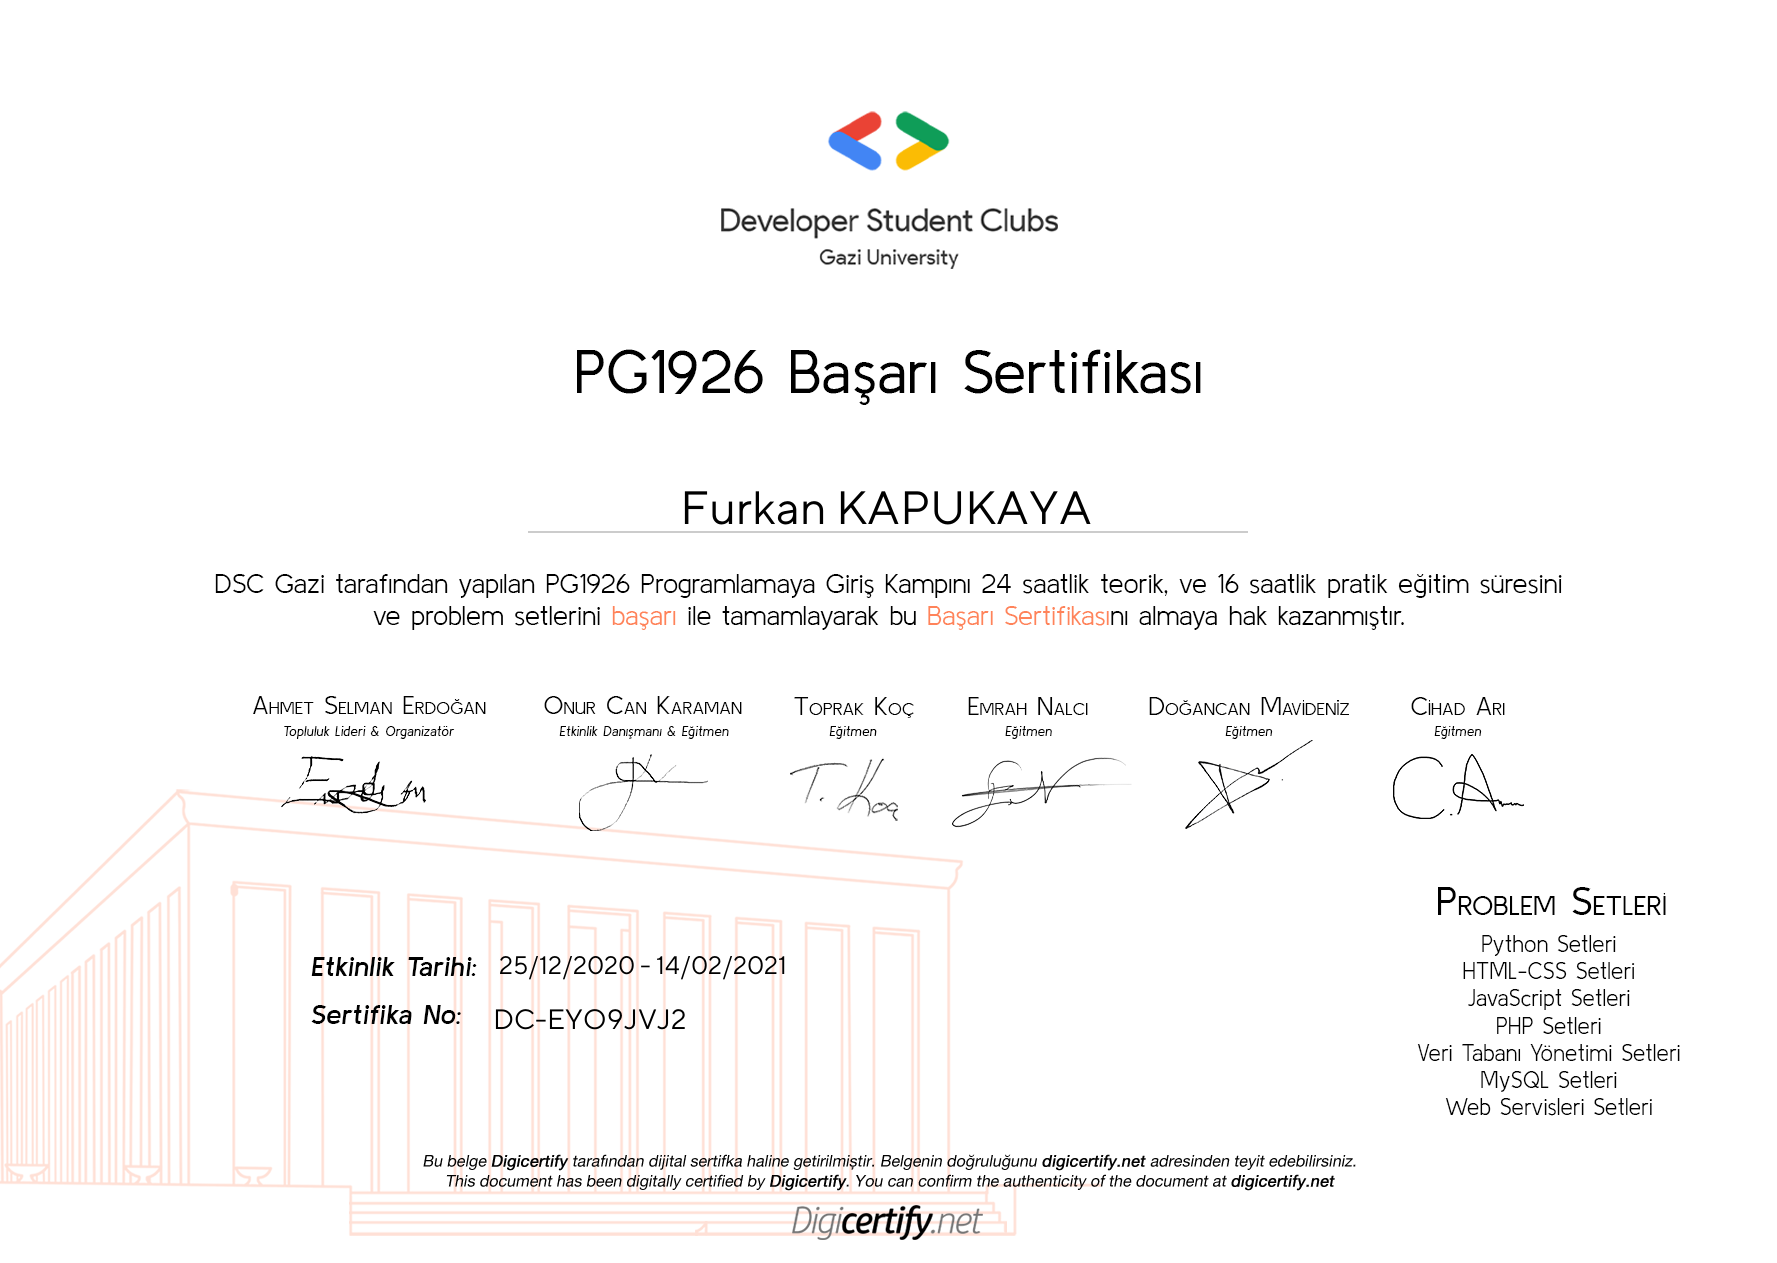 Developer Student Clubs
Gazi University
PG1926 Başarı Sertifikası
Furkan KAPUKAYA
DSC Gazi tarafından yapılan PG1926 Programlamaya Giriş Kampını 24 saatlik teorik, ve 16 saatlik pratik eğitim süresini
ve problem setlerini başarı ile tamamlayarak bu Başarı Sertifikasını almaya hak kazanmıştır.
Ahmet Selman Erdoğan
Topluluk Lideri & Organizatör
Onur Can Karaman
Etkinlik Danışmanı & Eğitmen
Toprak Koç
Eğitmen
T. Koç
Emrah Nalcı
Eğitmen
Doğancan Mavideniz
Eğitmen
Cihad Arı
Eğitmen
Problem Setleri
Python Setleri
HTML-CSS Setleri
JavaScript Setleri
PHP Setleri
Veri Tabanı Yönetimi Setleri
MySQL Setleri
Web Servisleri Setleri
Etkinlik Tarihi: 25/12/2020 - 14/02/2021
Sertifika No: DC-EYO9JVJ2
Bu belge Digicertify tarafından dijital sertifka haline getirilmiştir. Belgenin doğruluğunu digicertify.net adresinden teyit edebilirsiniz.
This document has been digitally certified by Digicertify. You can confirm the authenticity of the document at digicertify.net
Digicertify.net